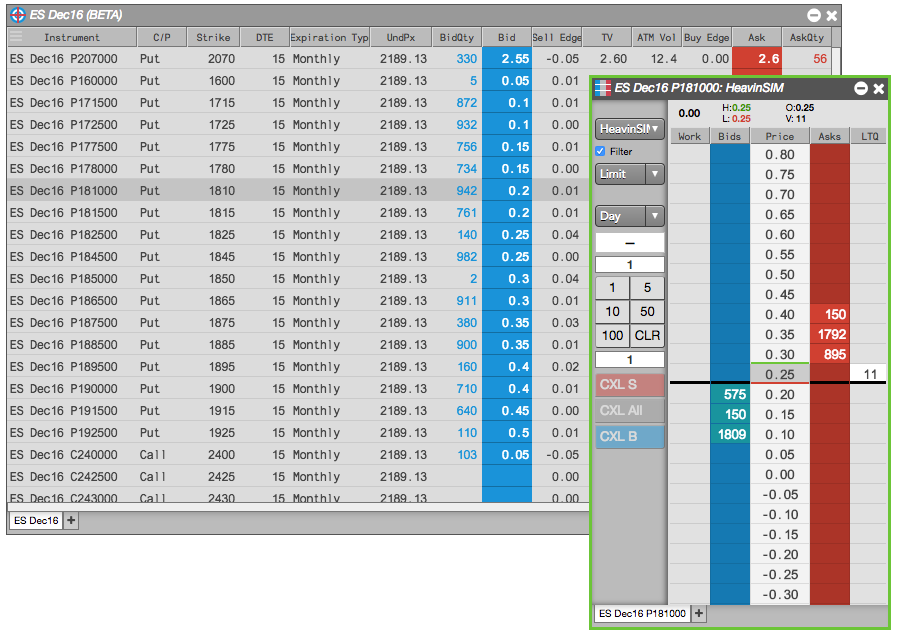 ES Dec16 (BETA)
Instrument C/P Strike DTE Expiration Typ UndPx BidQty Bid Sell Edge TV ATM Vol Buy Edge Ask AskQty
ES Dec16 P207000 Put 2070 15 Monthly 2189.13 330 2.55 -0.05 2.60 12.4 0.00 2.6 56
ES Dec16 P160000 Put 1600 15 Monthly 2189.13 5 0.05 0.01
ES Dec16 P171500 Put 1715 15 Monthly 2189.13 872 0.1 0.01
ES Dec16 P172500 Put 1725 15 Monthly 2189.13 932 0.1 0.00
ES Dec16 P177500 Put 1775 15 Monthly 2189.13 756 0.15 0.01
ES Dec16 P178000 Put 1780 15 Monthly 2189.13 734 0.15 0.00
ES Dec16 P181000 Put 1810 15 Monthly 2189.13 942 0.2 0.01
ES Dec16 P181500 Put 1815 15 Monthly 2189.13 761 0.2 0.01
ES Dec16 P182500 Put 1825 15 Monthly 2189.13 140 0.25 0.04
ES Dec16 P184500 Put 1845 15 Monthly 2189.13 982 0.25 0.00
ES Dec16 P185000 Put 1850 15 Monthly 2189.13 2 0.3 0.04
ES Dec16 P186500 Put 1865 15 Monthly 2189.13 911 0.3 0.01
ES Dec16 P187500 Put 1875 15 Monthly 2189.13 380 0.35 0.03
ES Dec16 P188500 Put 1885 15 Monthly 2189.13 900 0.35 0.01
ES Dec16 P189500 Put 1895 15 Monthly 2189.13 160 0.4 0.02
ES Dec16 P190000 Put 1900 15 Monthly 2189.13 710 0.4 0.01
ES Dec16 P191500 Put 1915 15 Monthly 2189.13 640 0.45 0.00
ES Dec16 P192500 Put 1925 15 Monthly 2189.13 110 0.5 0.01
ES Dec16 C240000 Call 2400 15 Monthly 2189.13 103 0.05 -0.05
ES Dec16 C242500 Call 2425 15 Monthly 2189.13 0.00
ES Dec16 C243000 Call 2430 15 Monthly 2189.13 0.00
ES Dec16 +
ES Dec16 P181000: HeavinSIM
0.00 H:0.25 O:0.25
L: 0.25 V: 11
HeavinSIM
Filter
Limit
Day
–
1
1 5
10 50
100 CLR
1
CXL S
CXL All
CXL B
Work Bids Price Asks LTQ
0.80
0.75
0.70
0.65
0.60
0.55
0.50
0.45
0.40 150
0.35 1792
0.30 895
0.25 11
575 0.20
150 0.15
1809 0.10
0.05
0.00
-0.05
-0.10
-0.15
-0.20
-0.25
-0.30
ES Dec16 P181000 +